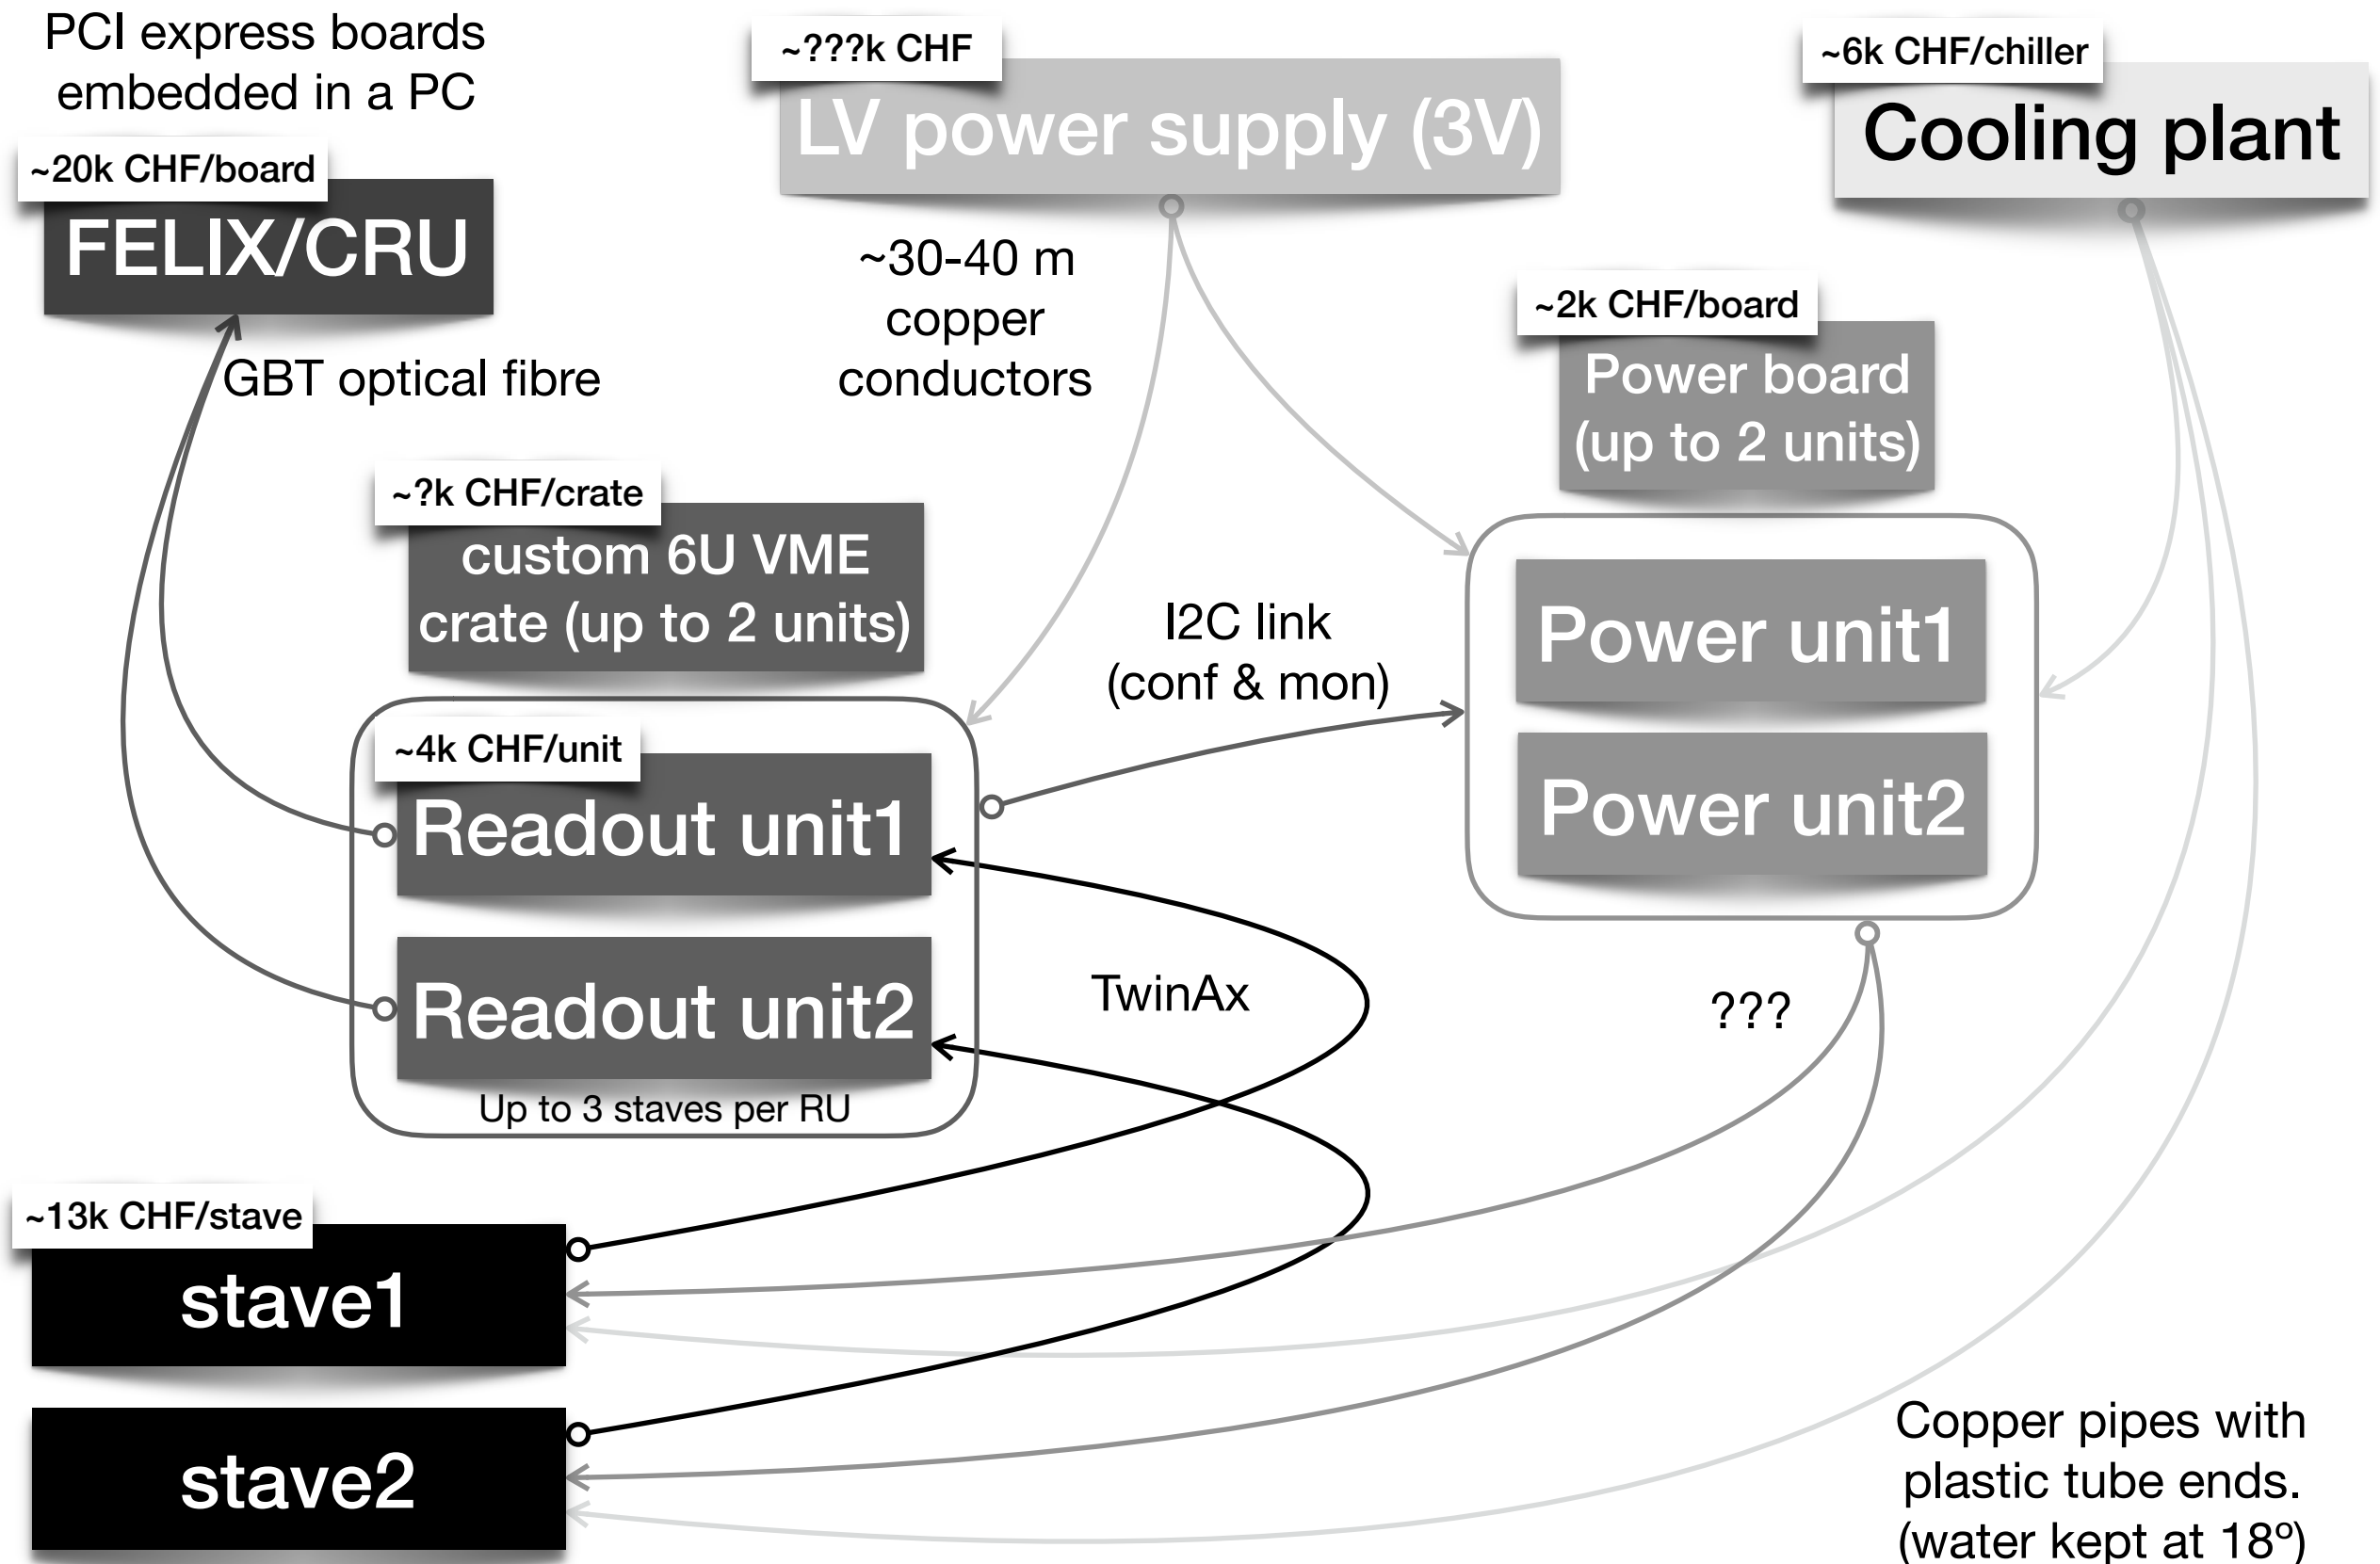 PCI express boards
embedded in a PC
~20k CHF/board
FELIX/CRU
GBT optical fibre
~???k CHF
LV power supply (3V)
~30-40 m
copper
conductors
~6k CHF/chiller
Cooling plant
~2k CHF/board
Power board
(up to 2 units)
~?k CHF/crate
custom 6U VME
crate (up to 2 units)
I2C link
(conf & mon)
Power unit1
Power unit2
~4k CHF/unit
Readout unit1
Readout unit2
Up to 3 staves per RU
TwinAx
???
~13k CHF/stave
stave1
stave2
Copper pipes with
plastic tube ends.
(water kept at 18º)